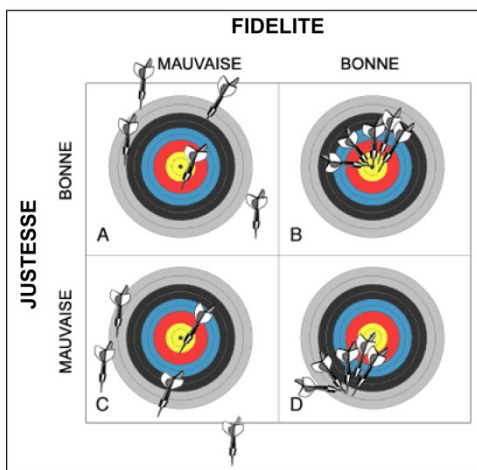 FIDELITE
MAUVAISE BONNE
JUSTESSE
BONNE
A B
MAUVAISE
C D